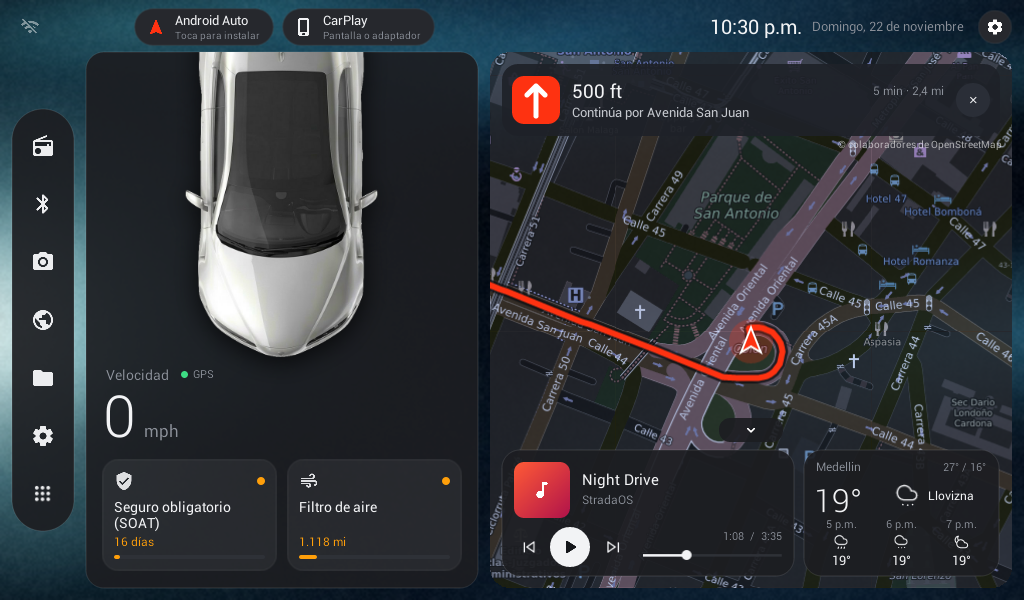 Android Auto
Toca para instalar
CarPlay
Pantalla o adaptador
10:30 p.m.
Domingo, 22 de noviembre
500 ft
Continúa por Avenida San Juan
5 min · 2,4 mi
© colaboradores de OpenStreetMap
Carrera 49
Parque de
San Antonio
Hotel 47
Hotel Bomboná
Calle 47
Carrera 51
Calle 45
Hotel Romanza
Avenida Oriental
Avenida Oriental
Calle 45
Calle 45
Carrera 45A
Avenida San Juan
Calle 44
Aspasia
Carrera 44
Calle 46
Carrera 50
Avenida Oriental
Sec Dario
Londoño
Cardona
Calle 43
Calle 44
Velocidad
GPS
0 mph
Seguro obligatorio
(SOAT)
16 días
Filtro de aire
1.118 mi
Night Drive
StradaOS
1:08 / 3:35
Medellin
27° / 16°
19°
Llovizna
5 p.m.
6 p.m.
7 p.m.
19°
19°
19°